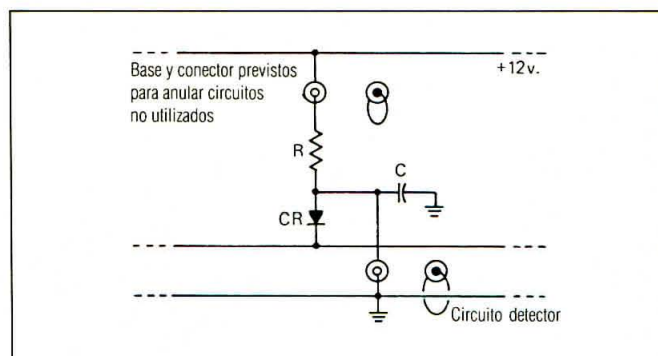 Base y conector previstos
para anular circuitos
no utilizados
+12v.
R
C
CR
Circuito detector